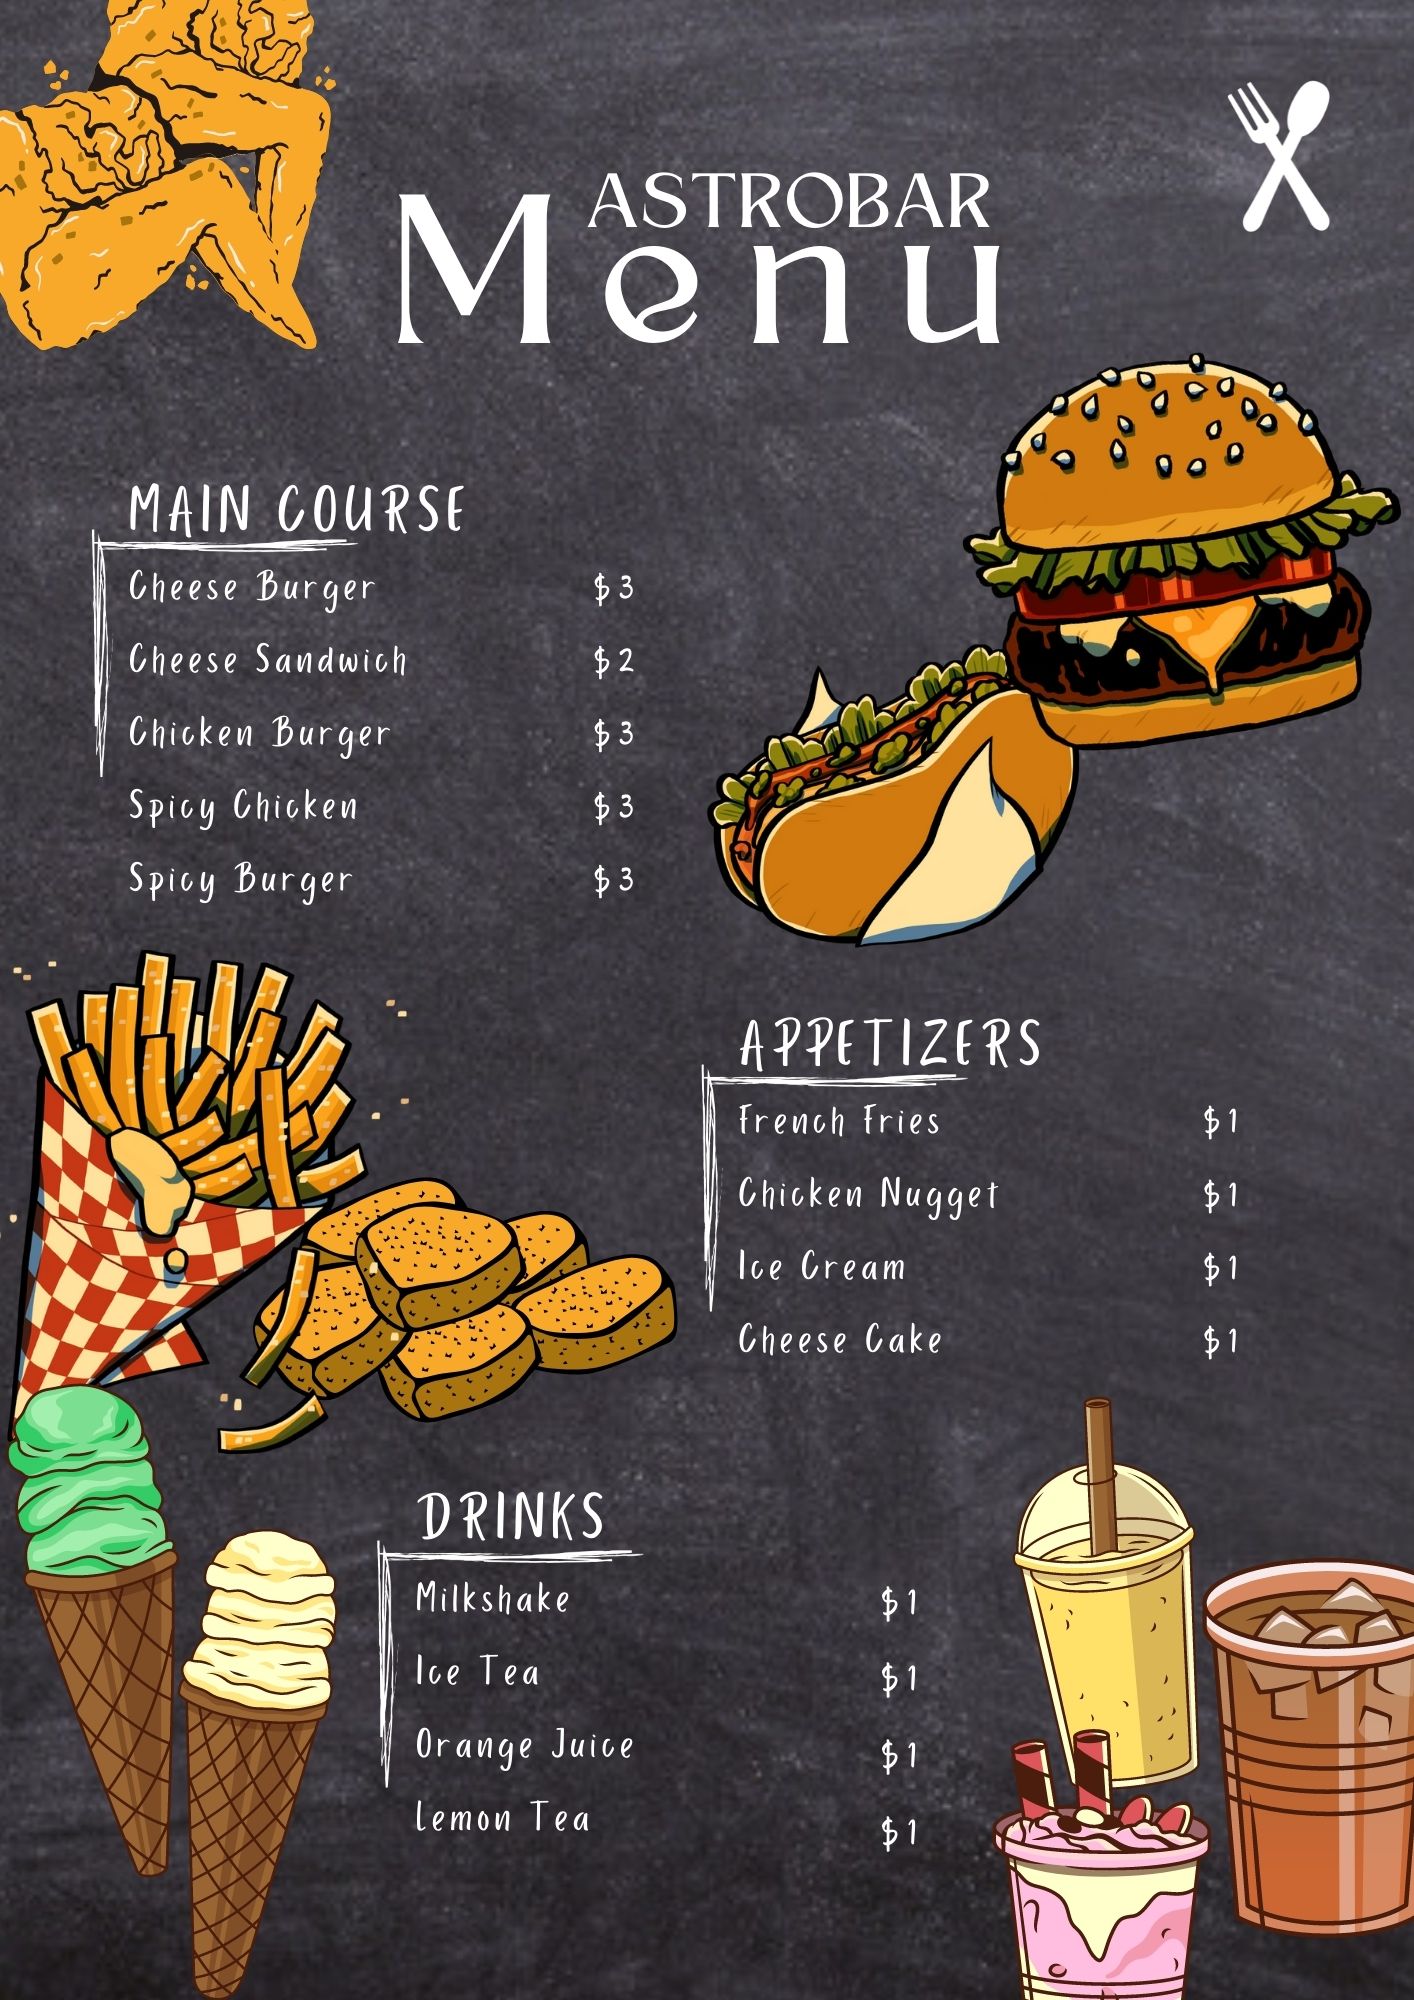 ASTROBAR
Menu
MAIN COURSE
Cheese Burger $3
Cheese Sandwich $2
Chicken Burger $3
Spicy Chicken $3
Spicy Burger $3
APPETIZERS
French Fries $1
Chicken Nugget $1
Ice Cream $1
Cheese Cake $1
DRINKS
Milkshake $1
Ice Tea $1
Orange Juice $1
Lemon Tea $1